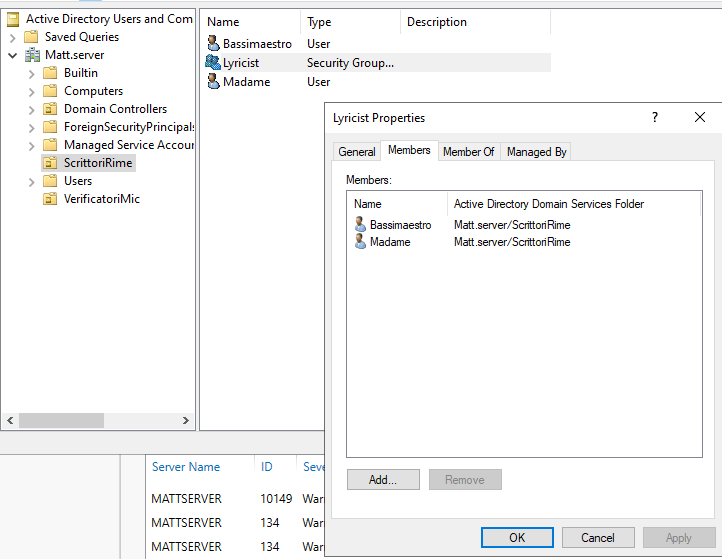 Active Directory Users and Com
Saved Queries
Matt.server
Builtin
Computers
Domain Controllers
ForeignSecurityPrincipals
Managed Service Accour
ScrittoriRime
Users
VerificatoriMic
Name Type Description
Bassimaestro User
Lyricist Security Group...
Madame User
Lyricist Properties ?
General Members Member Of Managed By
Members:
Name Active Directory Domain Services Folder
Bassimaestro Matt.server/ScrittoriRime
Madame Matt.server/ScrittoriRime
Add... Remove
OK Cancel Apply
Server Name ID Seve
MATTSERVER 10149 Warr
MATTSERVER 134 Warr
MATTSERVER 134 Warr